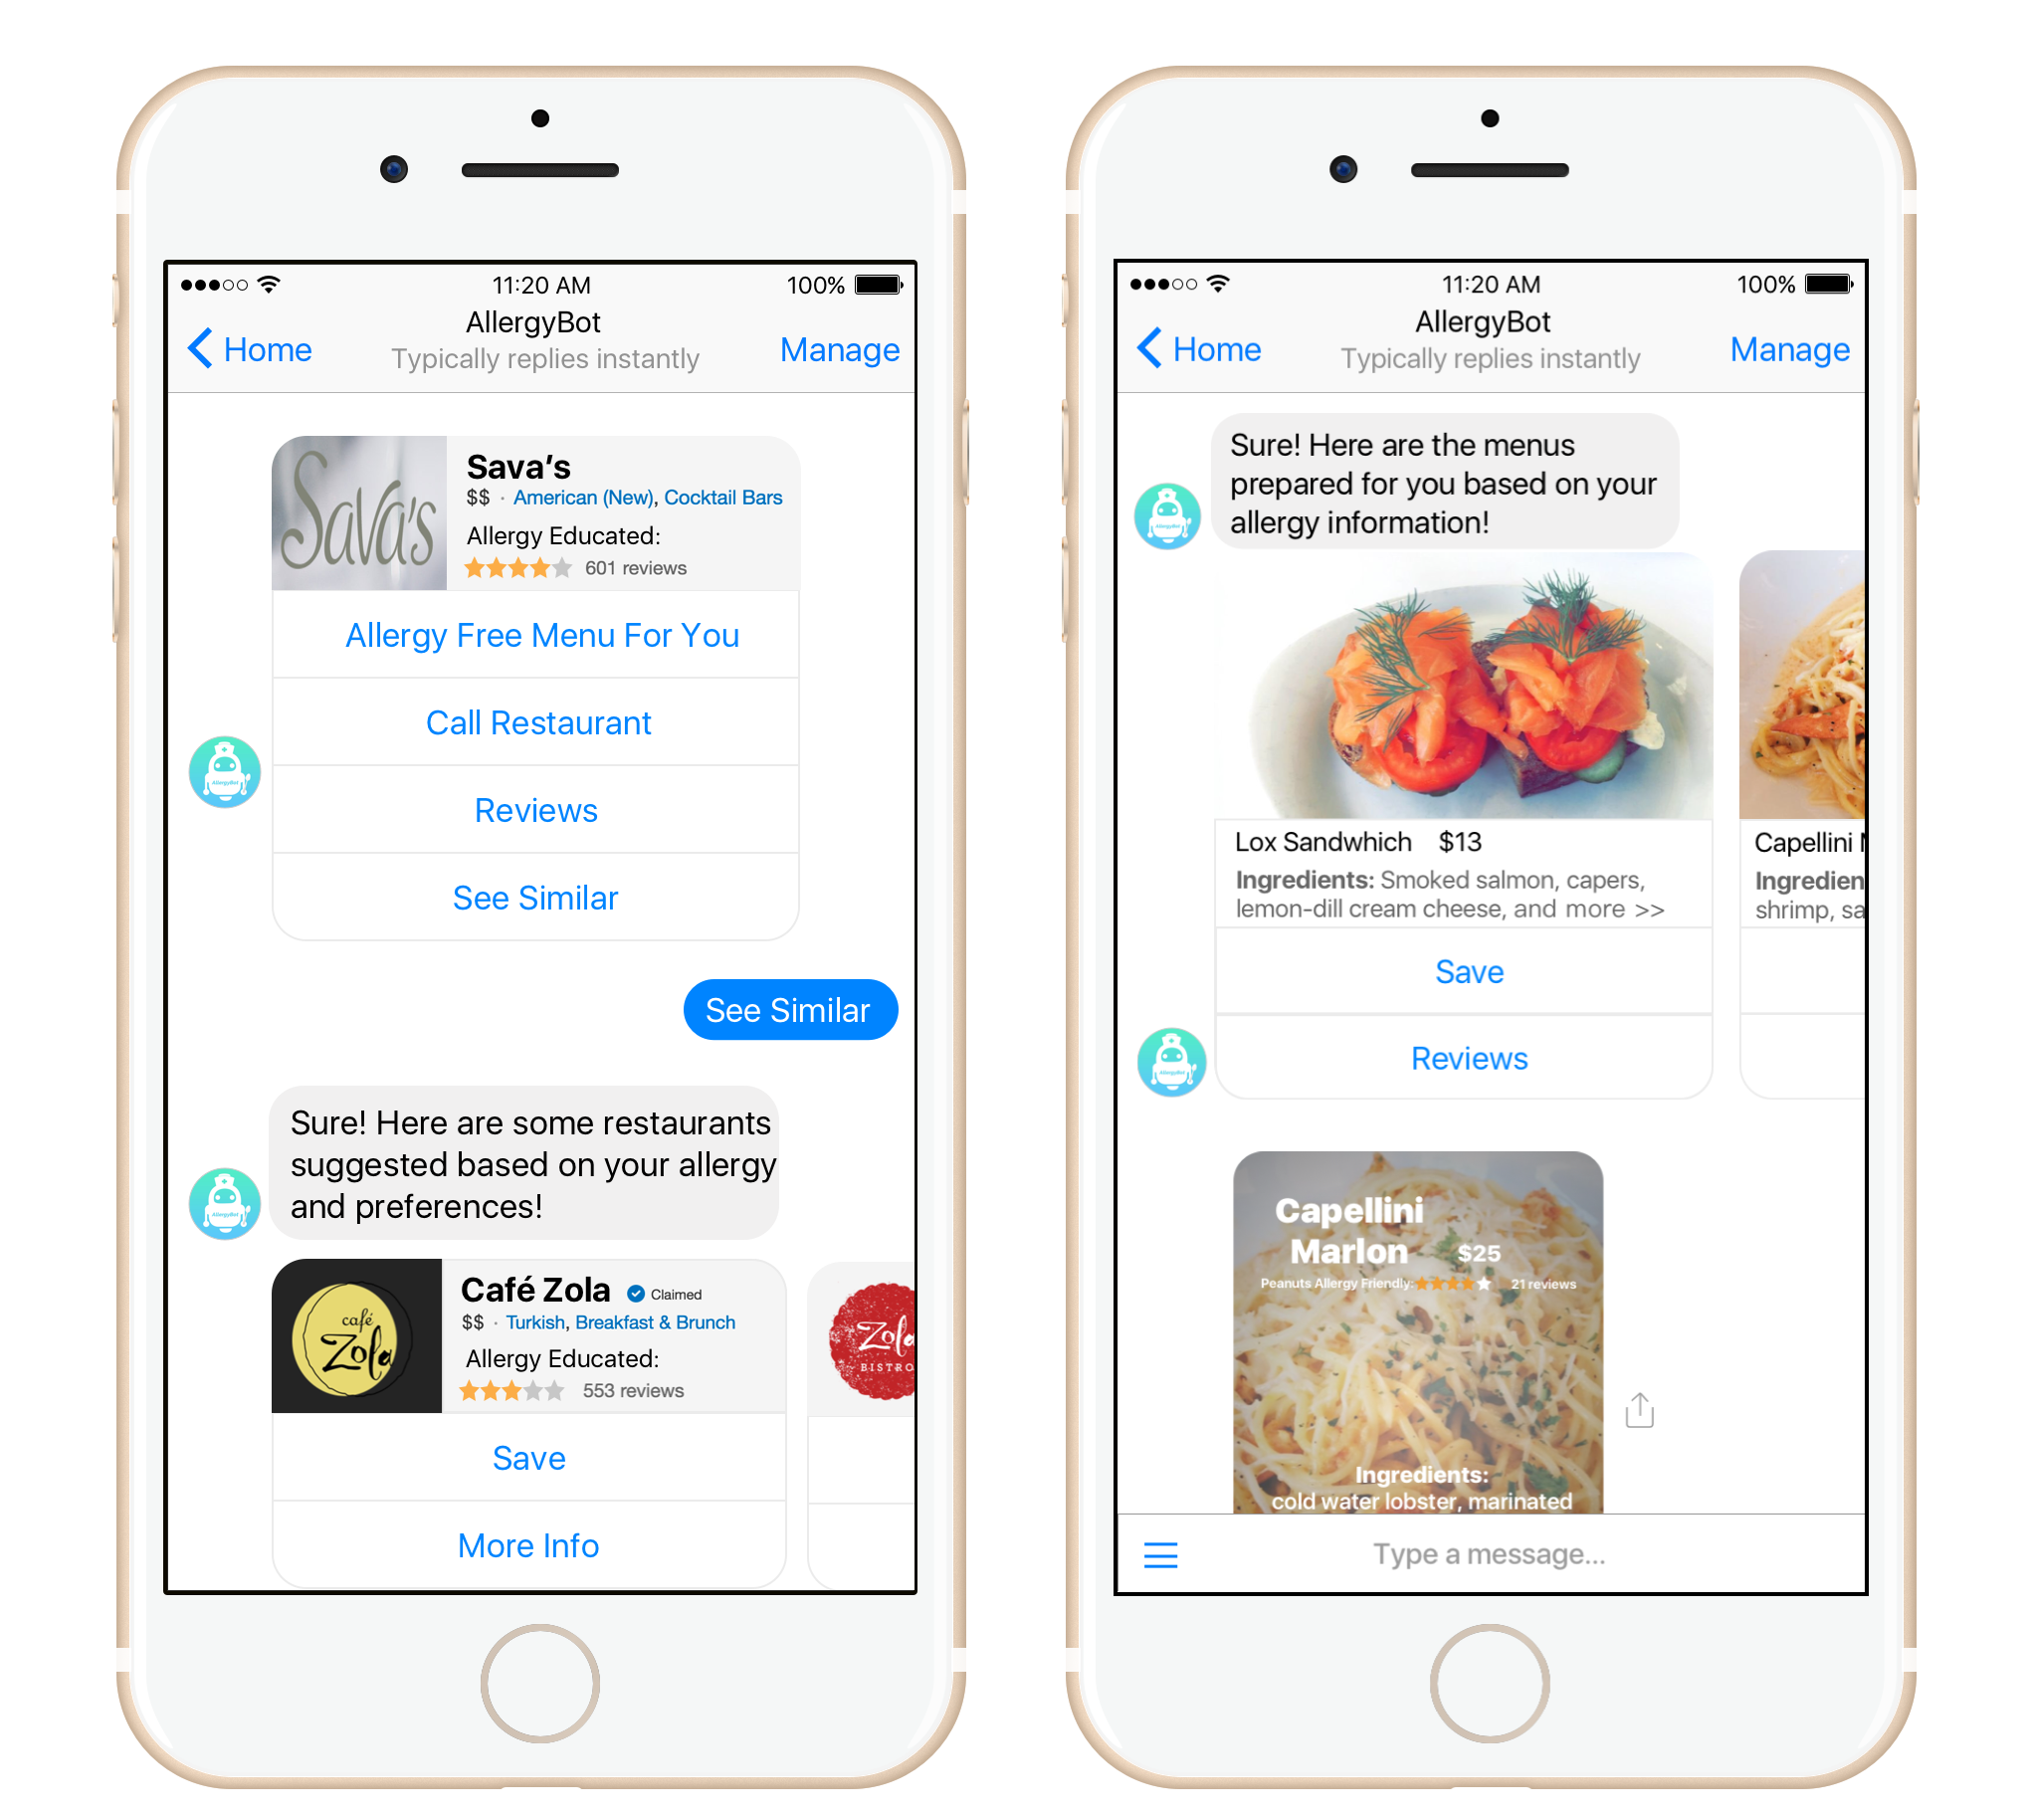 11:20 AM
100%
Home
AllergyBot
Typically replies instantly
Manage
Sava's
Sava’s
$$ · American (New), Cocktail Bars
Allergy Educated:
601 reviews
Allergy Free Menu For You
Call Restaurant
Reviews
See Similar
AllergyBot
See Similar
Sure! Here are some restaurants
suggested based on your allergy
and preferences!
AllergyBot
café
Zola
Café Zola Claimed
$$ · Turkish, Breakfast & Brunch
Allergy Educated:
553 reviews
Save
More Info
Zola
BISTRO
11:20 AM
100%
Home
AllergyBot
Typically replies instantly
Manage
Sure! Here are the menus
prepared for you based on your
allergy information!
AllergyBot
Lox Sandwhich $13
Ingredients: Smoked salmon, capers,
lemon-dill cream cheese, and more >>
Save
Reviews
AllergyBot
Capellini
Ingredien
shrimp, sa
Capellini
Marlon $25
Peanuts Allergy Friendly: 21 reviews
Ingredients:
cold water lobster, marinated
Type a message...